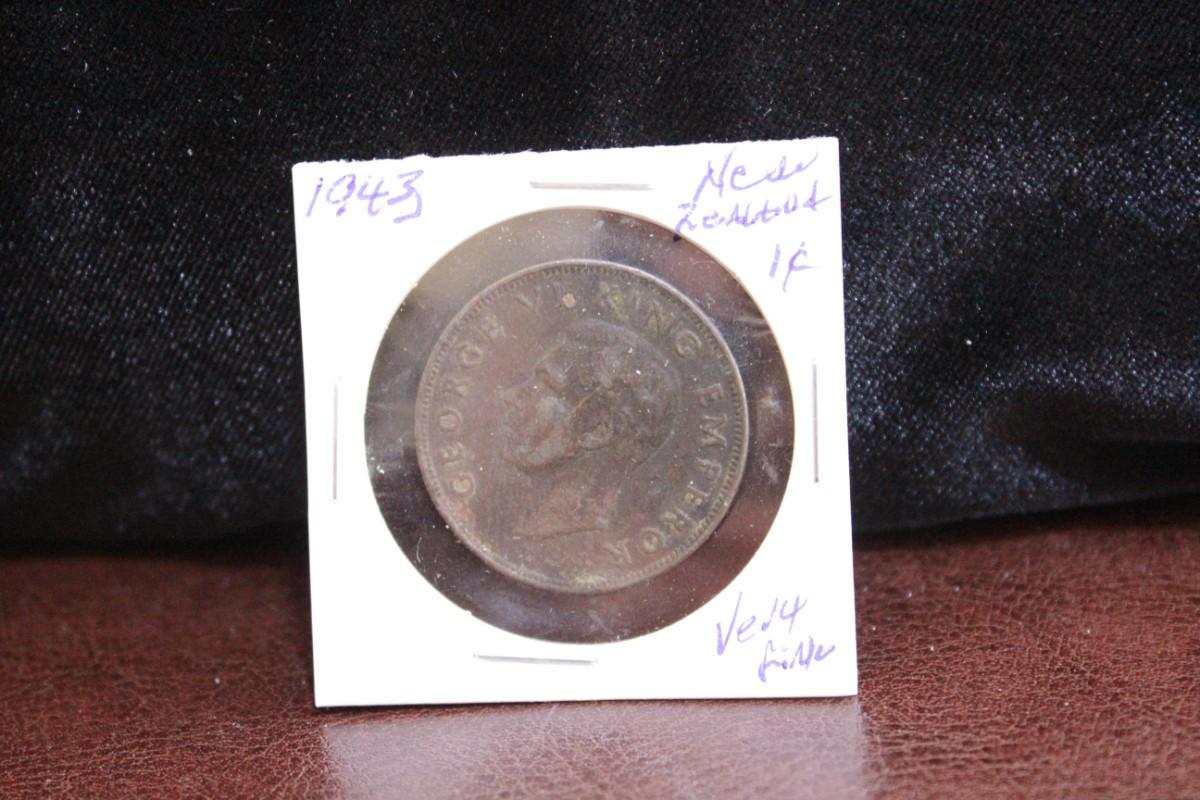 1943
New
Zealand
1¢
GEORGE VI · KING EMPEROR
Very
fine